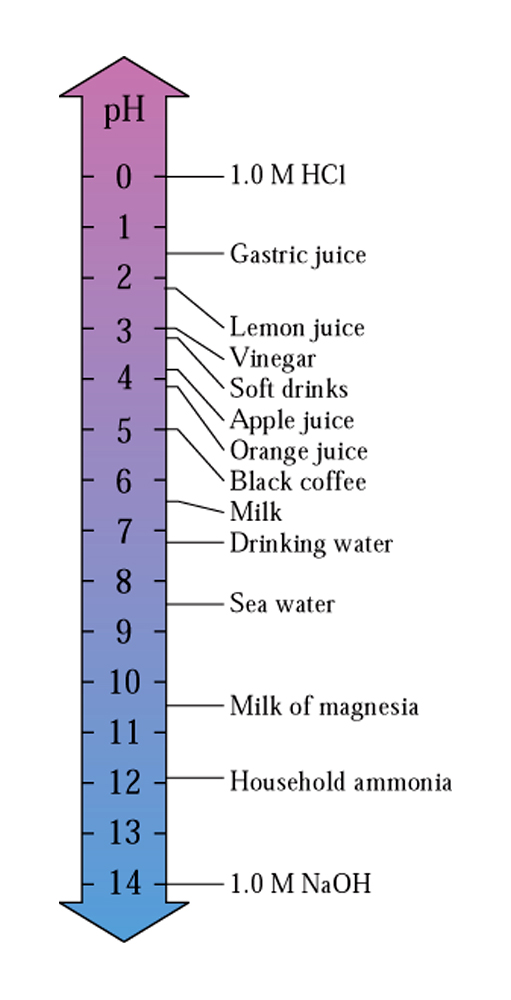 pH
0 1.0 M HCl
1
Gastric juice
2
Lemon juice
3
Vinegar
Soft drinks
4
Apple juice
Orange juice
5
Black coffee
6
Milk
7
Drinking water
8
Sea water
9
10
Milk of magnesia
11
12 Household ammonia
13
14 1.0 M NaOH